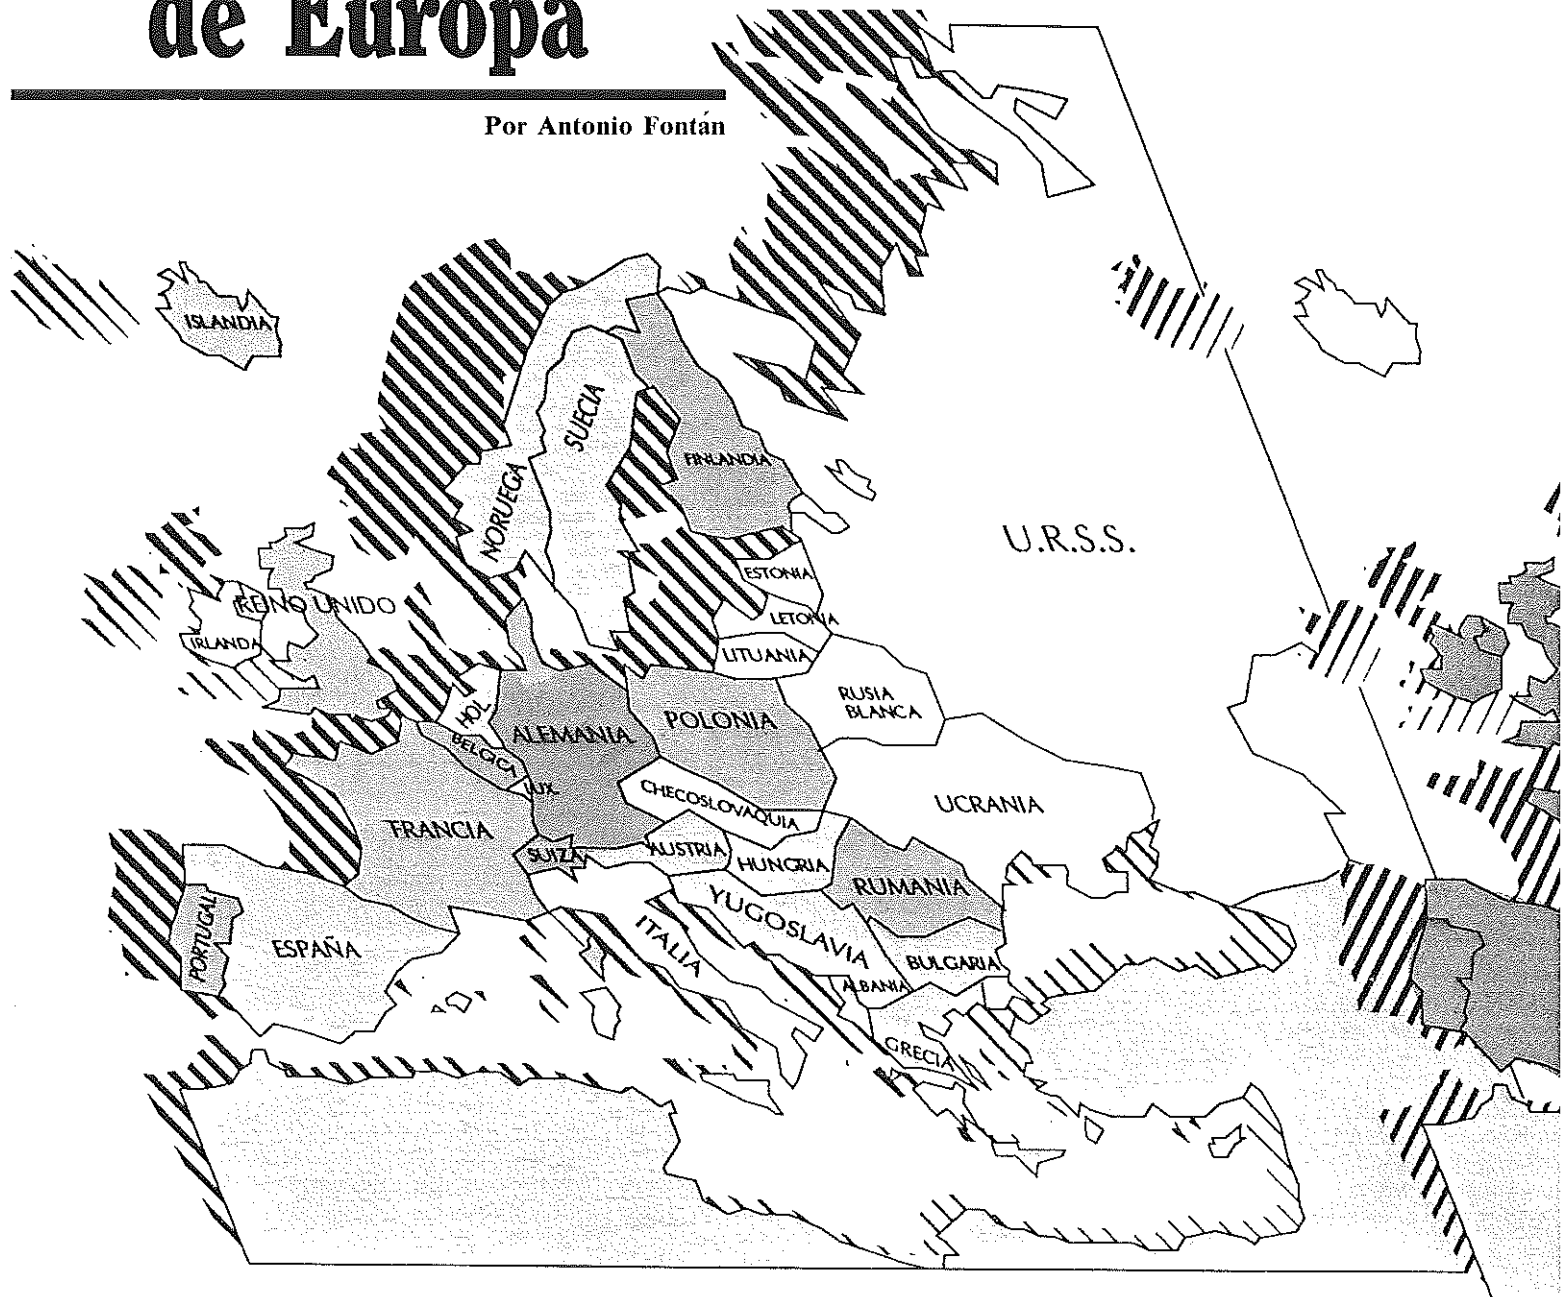 de Europa
Por Antonio Fontán
ISLANDIA
SUECIA
FINLANDIA
NORUEGA
U.R.S.S.
ESTONIA
REINO UNIDO
LETONIA
IRLANDA
LITUANIA
RUSIA
BLANCA
HOL.
POLONIA
ALEMANIA
BELGICA
LUX.
CHECOSLOVAQUIA
UCRANIA
FRANCIA
SUIZA
AUSTRIA
HUNGRIA
RUMANIA
YUGOSLAVIA
PORTUGAL
ESPAÑA
ITALIA
BULGARIA
ALBANIA
GRECIA